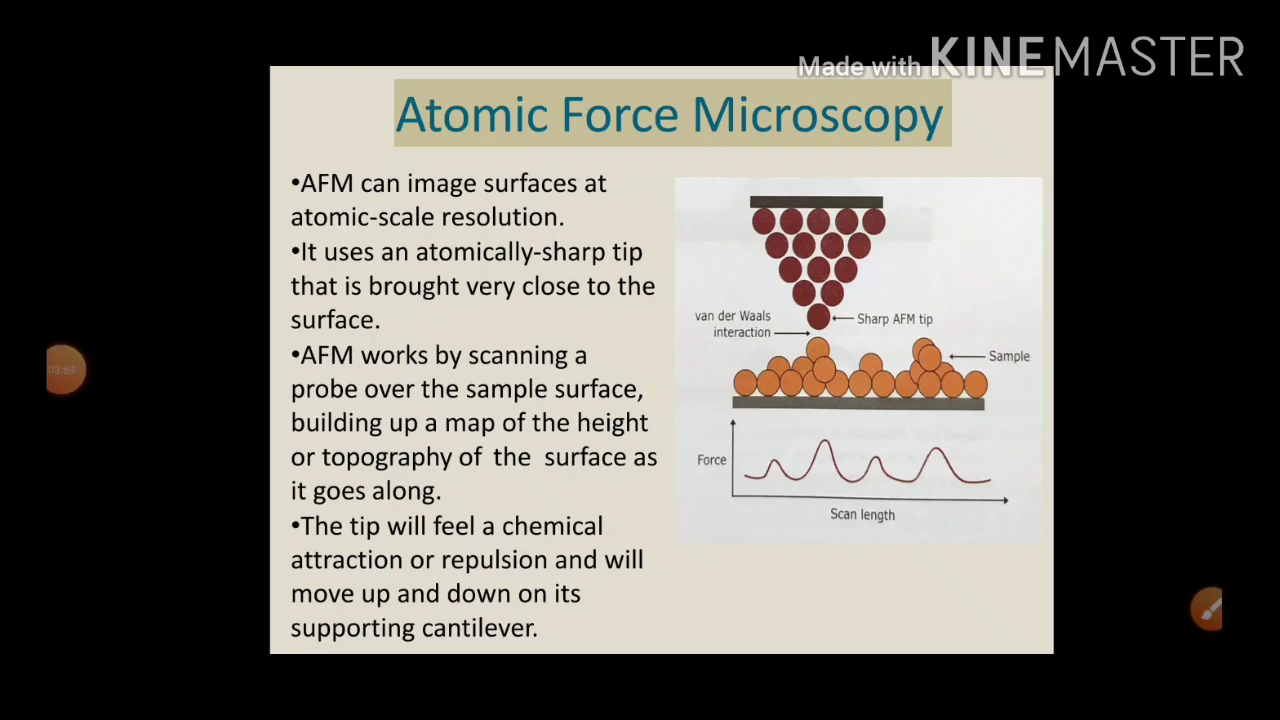 Made with KINEMASTER
Atomic Force Microscopy
•AFM can image surfaces at
atomic-scale resolution.
•It uses an atomically-sharp tip
that is brought very close to the
surface.
•AFM works by scanning a
probe over the sample surface,
building up a map of the height
or topography of the surface as
it goes along.
•The tip will feel a chemical
attraction or repulsion and will
move up and down on its
supporting cantilever.
van der Waals
interaction
Sharp AFM tip
Sample
Force
Scan length
03:59